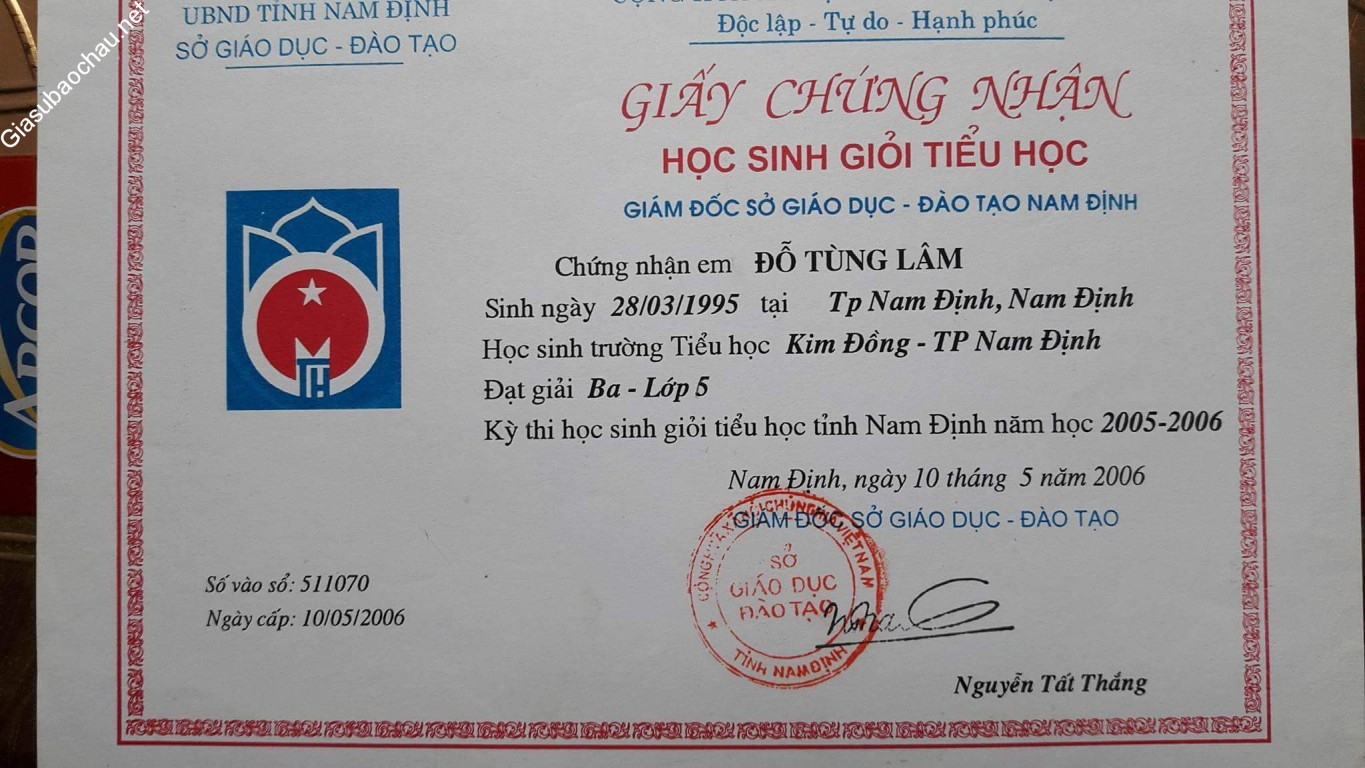 Giasubaochau.net
UBND TỈNH NAM ĐỊNH
SỞ GIÁO DỤC - ĐÀO TẠO
Độc lập - Tự do - Hạnh phúc
GIẤY CHỨNG NHẬN
HỌC SINH GIỎI TIỂU HỌC
GIÁM ĐỐC SỞ GIÁO DỤC - ĐÀO TẠO NAM ĐỊNH
Chứng nhận em ĐỖ TÙNG LÂM
Sinh ngày 28/03/1995 tại Tp Nam Định, Nam Định
Học sinh trường Tiểu học Kim Đồng - TP Nam Định
Đạt giải Ba - Lớp 5
Kỳ thi học sinh giỏi tiểu học tỉnh Nam Định năm học 2005-2006
Nam Định, ngày 10 tháng 5 năm 2006
GIÁM ĐỐC SỞ GIÁO DỤC - ĐÀO TẠO
SỞ
GIÁO DỤC
ĐÀO TẠO
TỈNH NAM ĐỊNH
Số vào sổ: 511070
Ngày cấp: 10/05/2006
Nguyễn Tất Thắng
ARCOR